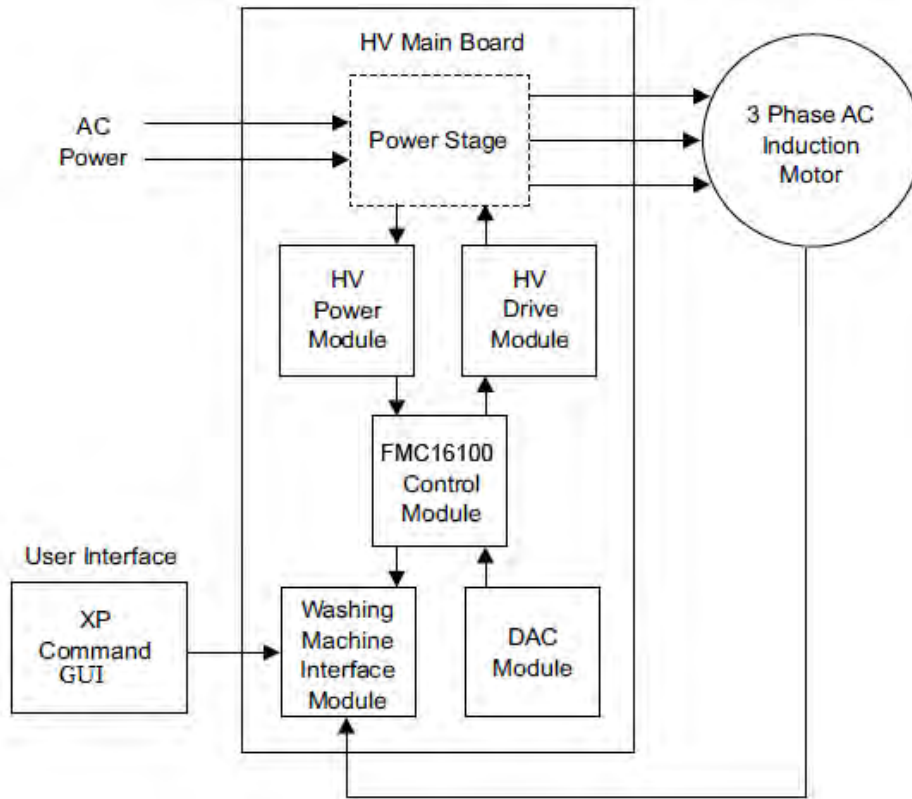 HV Main Board
AC
Power
Power Stage
3 Phase AC
Induction
Motor
HV
Power
Module
HV
Drive
Module
FMC16100
Control
Module
User Interface
XP
Command
GUI
Washing
Machine
Interface
Module
DAC
Module